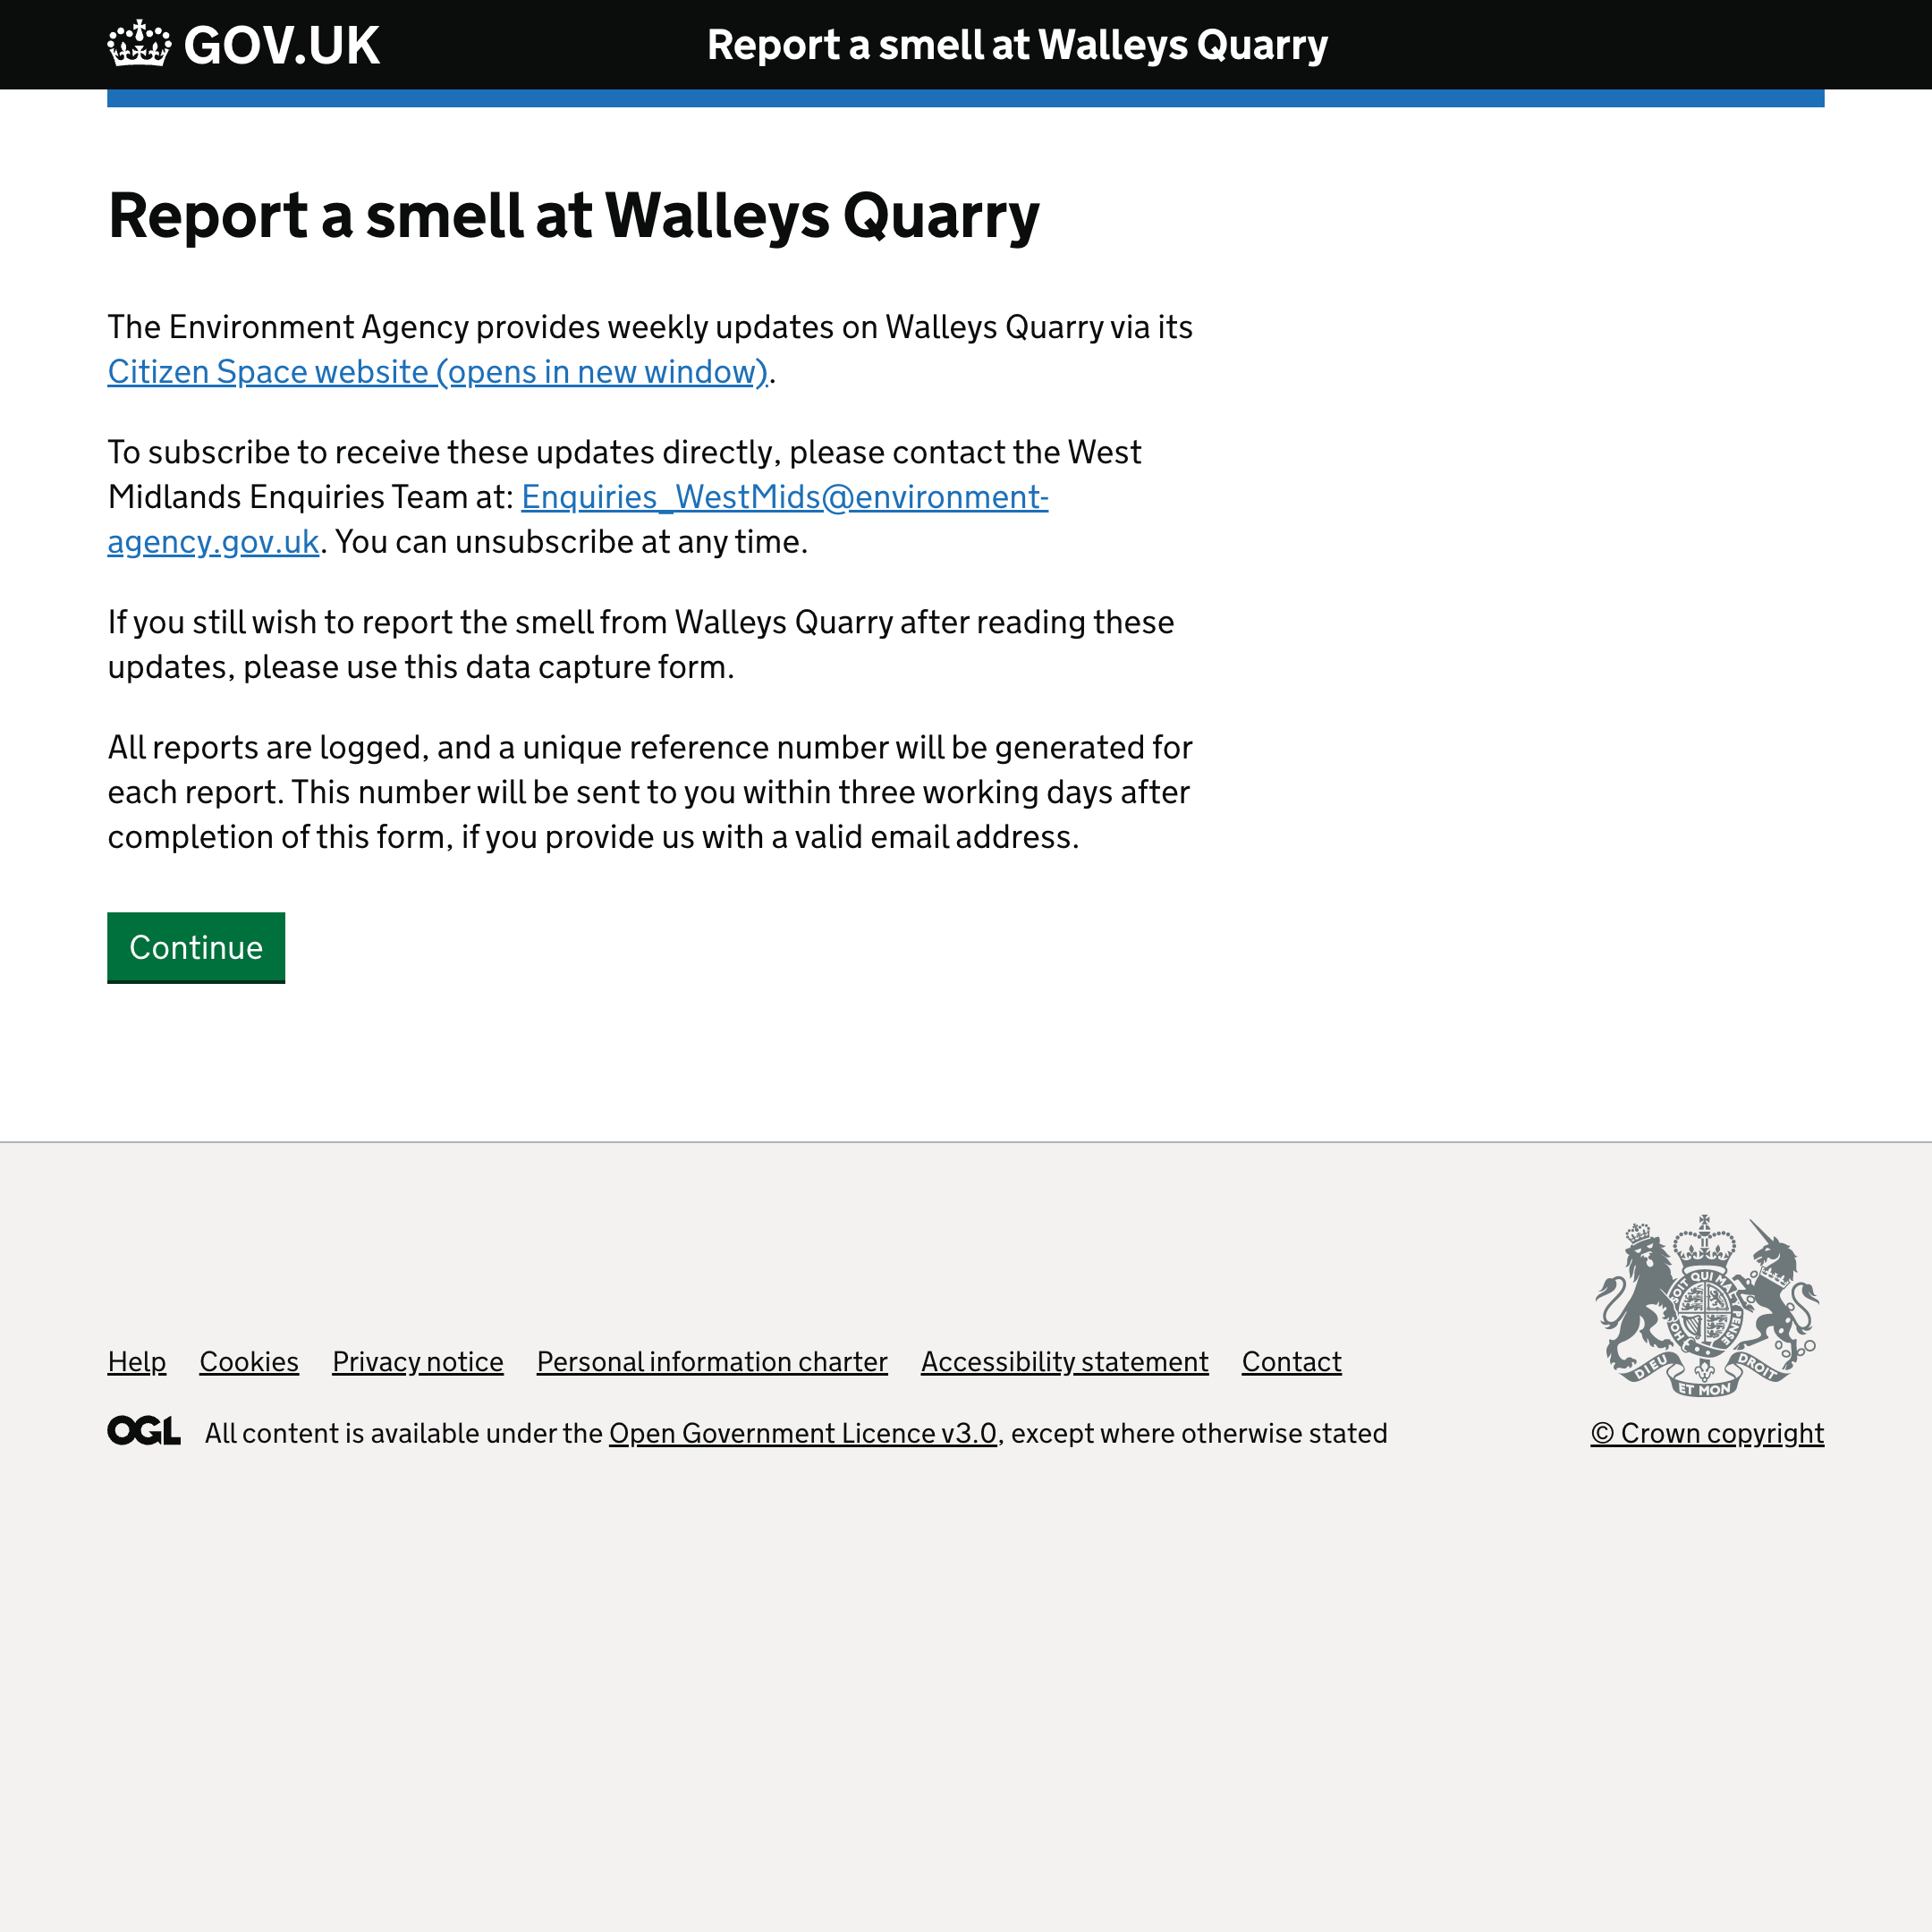 GOV.UK
Report a smell at Walleys Quarry
Report a smell at Walleys Quarry
The Environment Agency provides weekly updates on Walleys Quarry via its
Citizen Space website (opens in new window).
To subscribe to receive these updates directly, please contact the West
Midlands Enquiries Team at: Enquiries_WestMids@environment-
agency.gov.uk. You can unsubscribe at any time.
If you still wish to report the smell from Walleys Quarry after reading these
updates, please use this data capture form.
All reports are logged, and a unique reference number will be generated for
each report. This number will be sent to you within three working days after
completion of this form, if you provide us with a valid email address.
Continue
Help Cookies Privacy notice Personal information charter Accessibility statement Contact
SOIT QUI MAL Y PENSE HO
DIEU ET MON DROIT
OGL All content is available under the Open Government Licence v3.0, except where otherwise stated
© Crown copyright